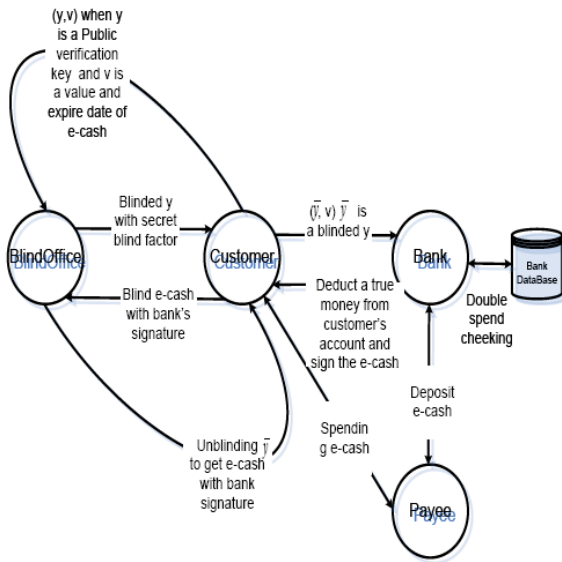 (y,v) when y
is a Public
verification
key and v is
a value and
expire date of
e-cash
Blinded y
with secret
blind factor
(ȳ, v) ȳ is
a blinded y
BlindOffice
Customer
Bank
Bank
DataBase
Blind e-cash
with bank's
signature
Deduct a true
money from
customer's
account and
sign the e-cash
Double
spend
cheeking
Deposit
e-cash
Spendin
g e-cash
Unblinding ȳ
to get e-cash
with bank
signature
Payee